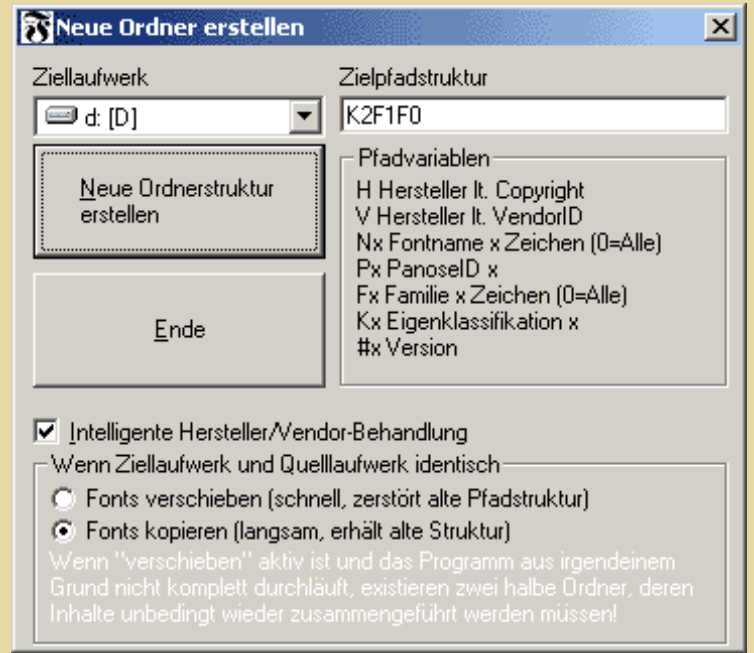 Neue Ordner erstellen
Ziellaufwerk
Zielpfadstruktur
d: [D]
K2F1F0
Neue Ordnerstruktur
erstellen
Ende
Pfadvariablen
H Hersteller lt. Copyright
V Hersteller lt. VendorID
Nx Fontname x Zeichen (0=Alle)
Px PanoseID x
Fx Familie x Zeichen (0=Alle)
Kx Eigenklassifikation x
#x Version
Intelligente Hersteller/Vendor-Behandlung
Wenn Ziellaufwerk und Quelllaufwerk identisch
Fonts verschieben (schnell, zerstört alte Pfadstruktur)
Fonts kopieren (langsam, erhält alte Struktur)
Wenn "verschieben" aktiv ist und das Programm aus irgendeinem
Grund nicht komplett durchläuft, existieren zwei halbe Ordner, deren
Inhalte unbedingt wieder zusammengeführt werden müssen!